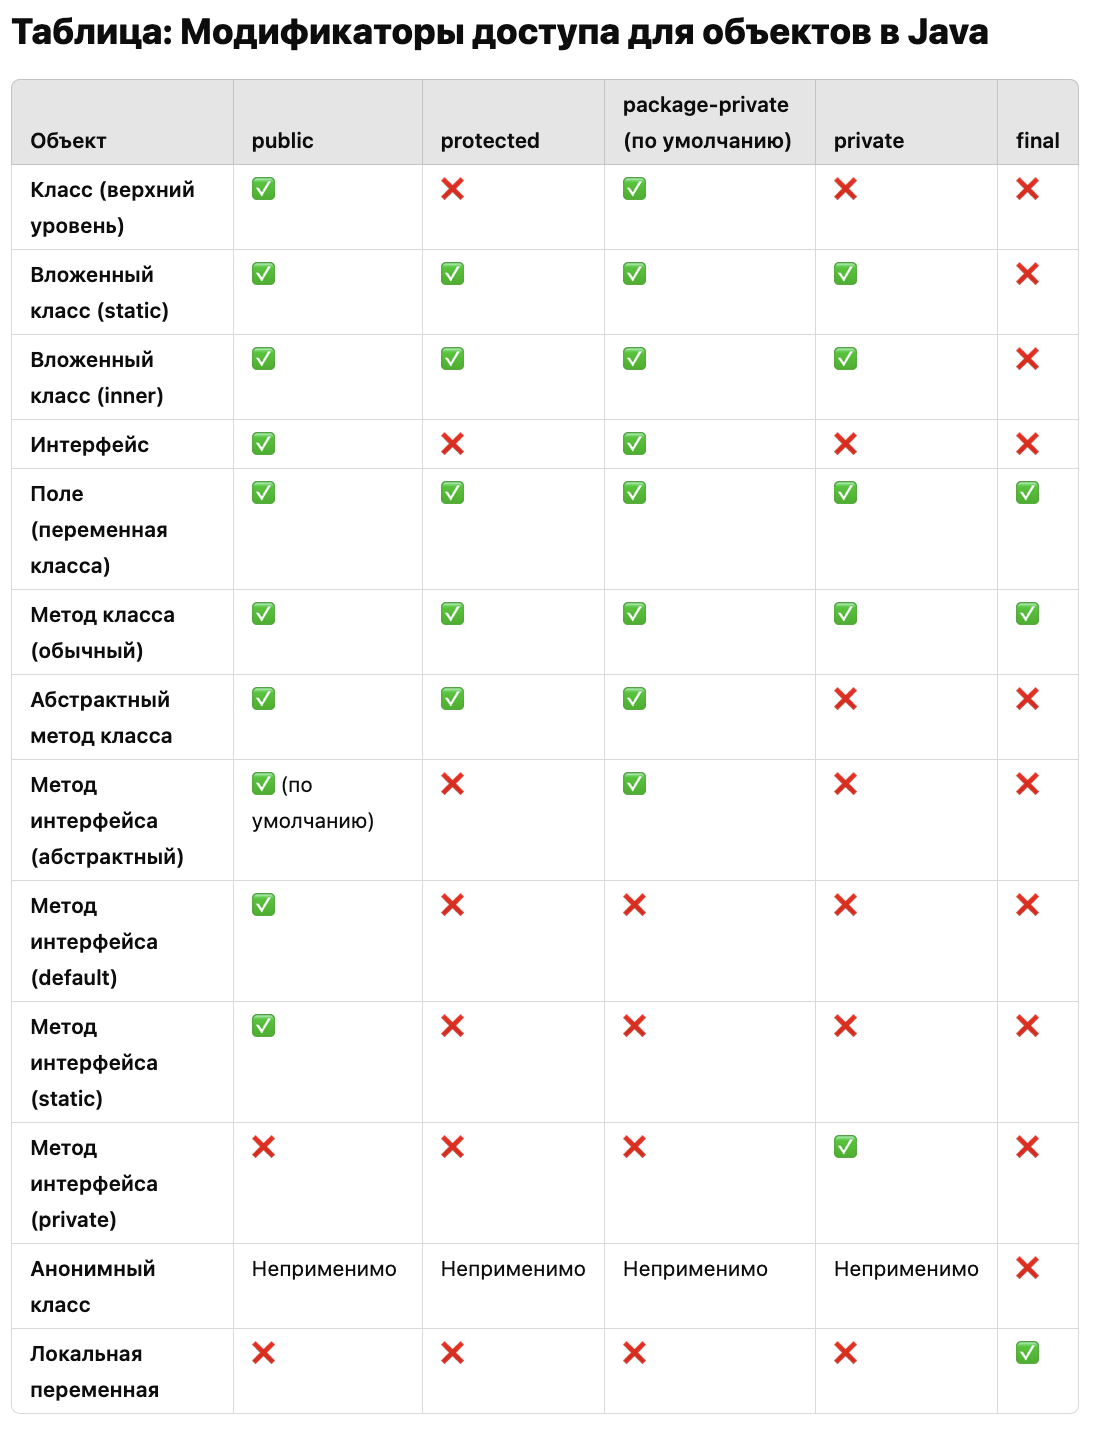 Таблица: Модификаторы доступа для объектов в Java
Объект public protected package-private (по умолчанию) private final
Класс (верхний уровень) ✅ ❌ ✅ ❌ ❌
Вложенный класс (static) ✅ ✅ ✅ ✅ ❌
Вложенный класс (inner) ✅ ✅ ✅ ✅ ❌
Интерфейс ✅ ❌ ✅ ❌ ❌
Поле (переменная класса) ✅ ✅ ✅ ✅ ✅
Метод класса (обычный) ✅ ✅ ✅ ✅ ✅
Абстрактный метод класса ✅ ✅ ✅ ❌ ❌
Метод интерфейса (абстрактный) ✅ (по умолчанию) ❌ ✅ ❌ ❌
Метод интерфейса (default) ✅ ❌ ❌ ❌ ❌
Метод интерфейса (static) ✅ ❌ ❌ ❌ ❌
Метод интерфейса (private) ❌ ❌ ❌ ✅ ❌
Анонимный класс Неприменимо Неприменимо Неприменимо Неприменимо ❌
Локальная переменная ❌ ❌ ❌ ❌ ✅